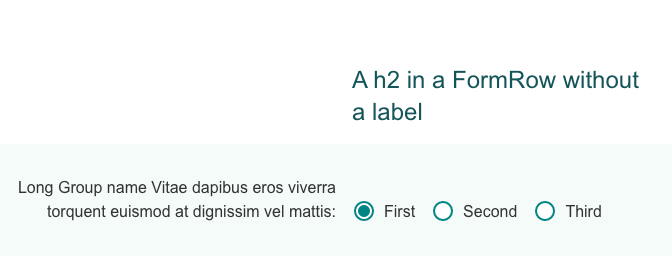 A h2 in a FormRow without
a label
Long Group name Vitae dapibus eros viverra
torquent euismod at dignissim vel mattis:
First Second Third